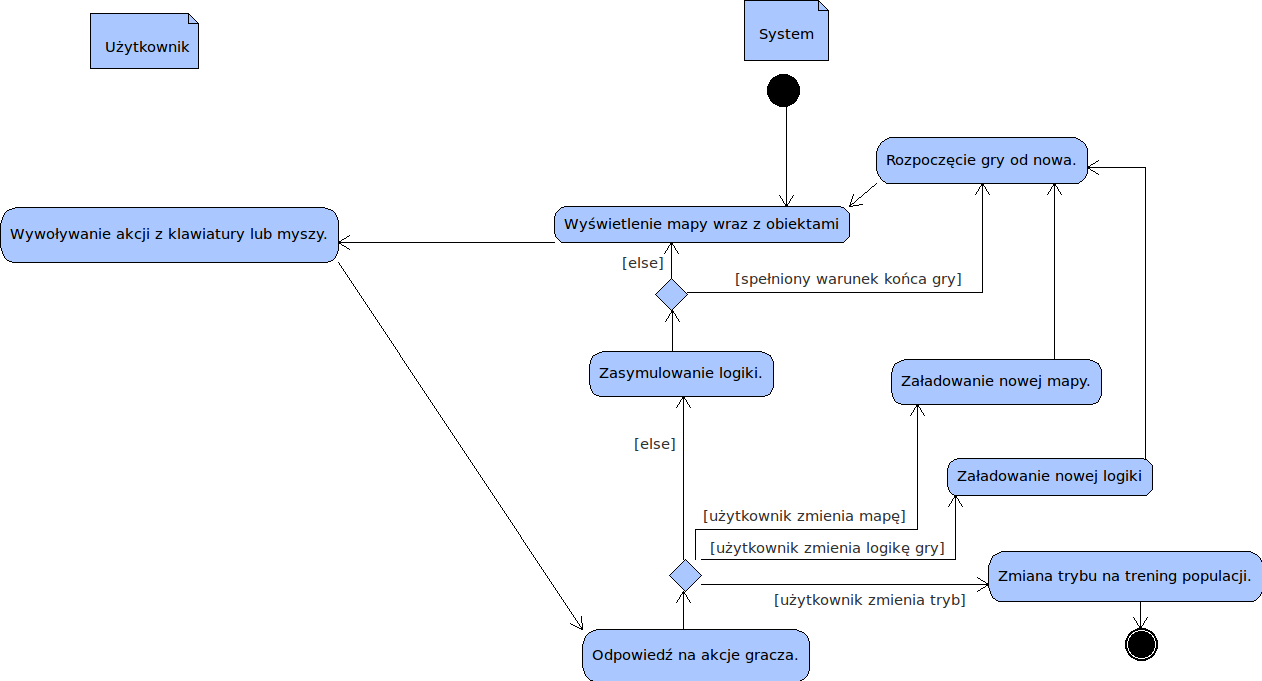 Użytkownik
System
Rozpoczęcie gry od nowa.
Wywoływanie akcji z klawiatury lub myszy.
Wyświetlenie mapy wraz z obiektami
[else]
[spełniony warunek końca gry]
Zasymulowanie logiki.
Załadowanie nowej mapy.
[else]
Załadowanie nowej logiki
[użytkownik zmienia mapę]
[użytkownik zmienia logikę gry]
Zmiana trybu na trening populacji.
[użytkownik zmienia tryb]
Odpowiedź na akcje gracza.